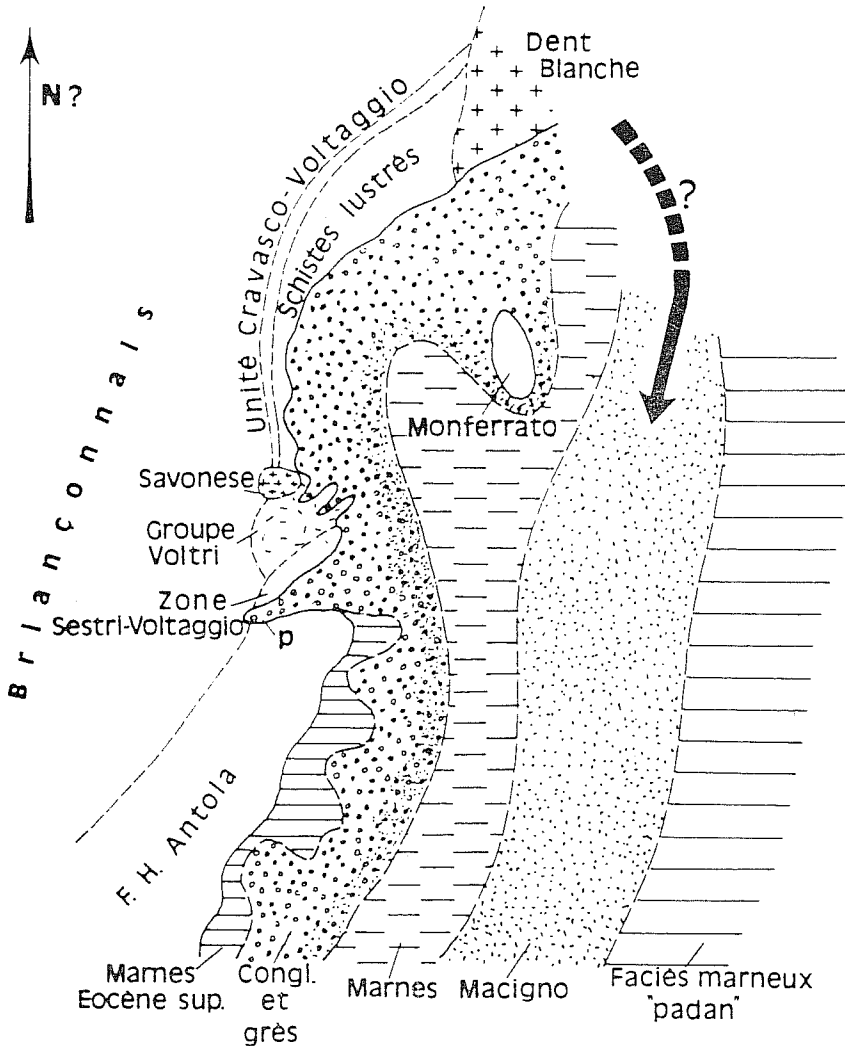 N?
Dent
Blanche
Unité Cravasco-Voltaggio
Schistes lustrés
?
Briançonnais
Monferrato
Savonese
Groupe
Voltri
Zone
Sestri-Voltaggio
p
F. H. Antola
Marnes
Eocène sup.
Congl.
et
grès
Marnes
Macigno
Faciès marneux
"padan"